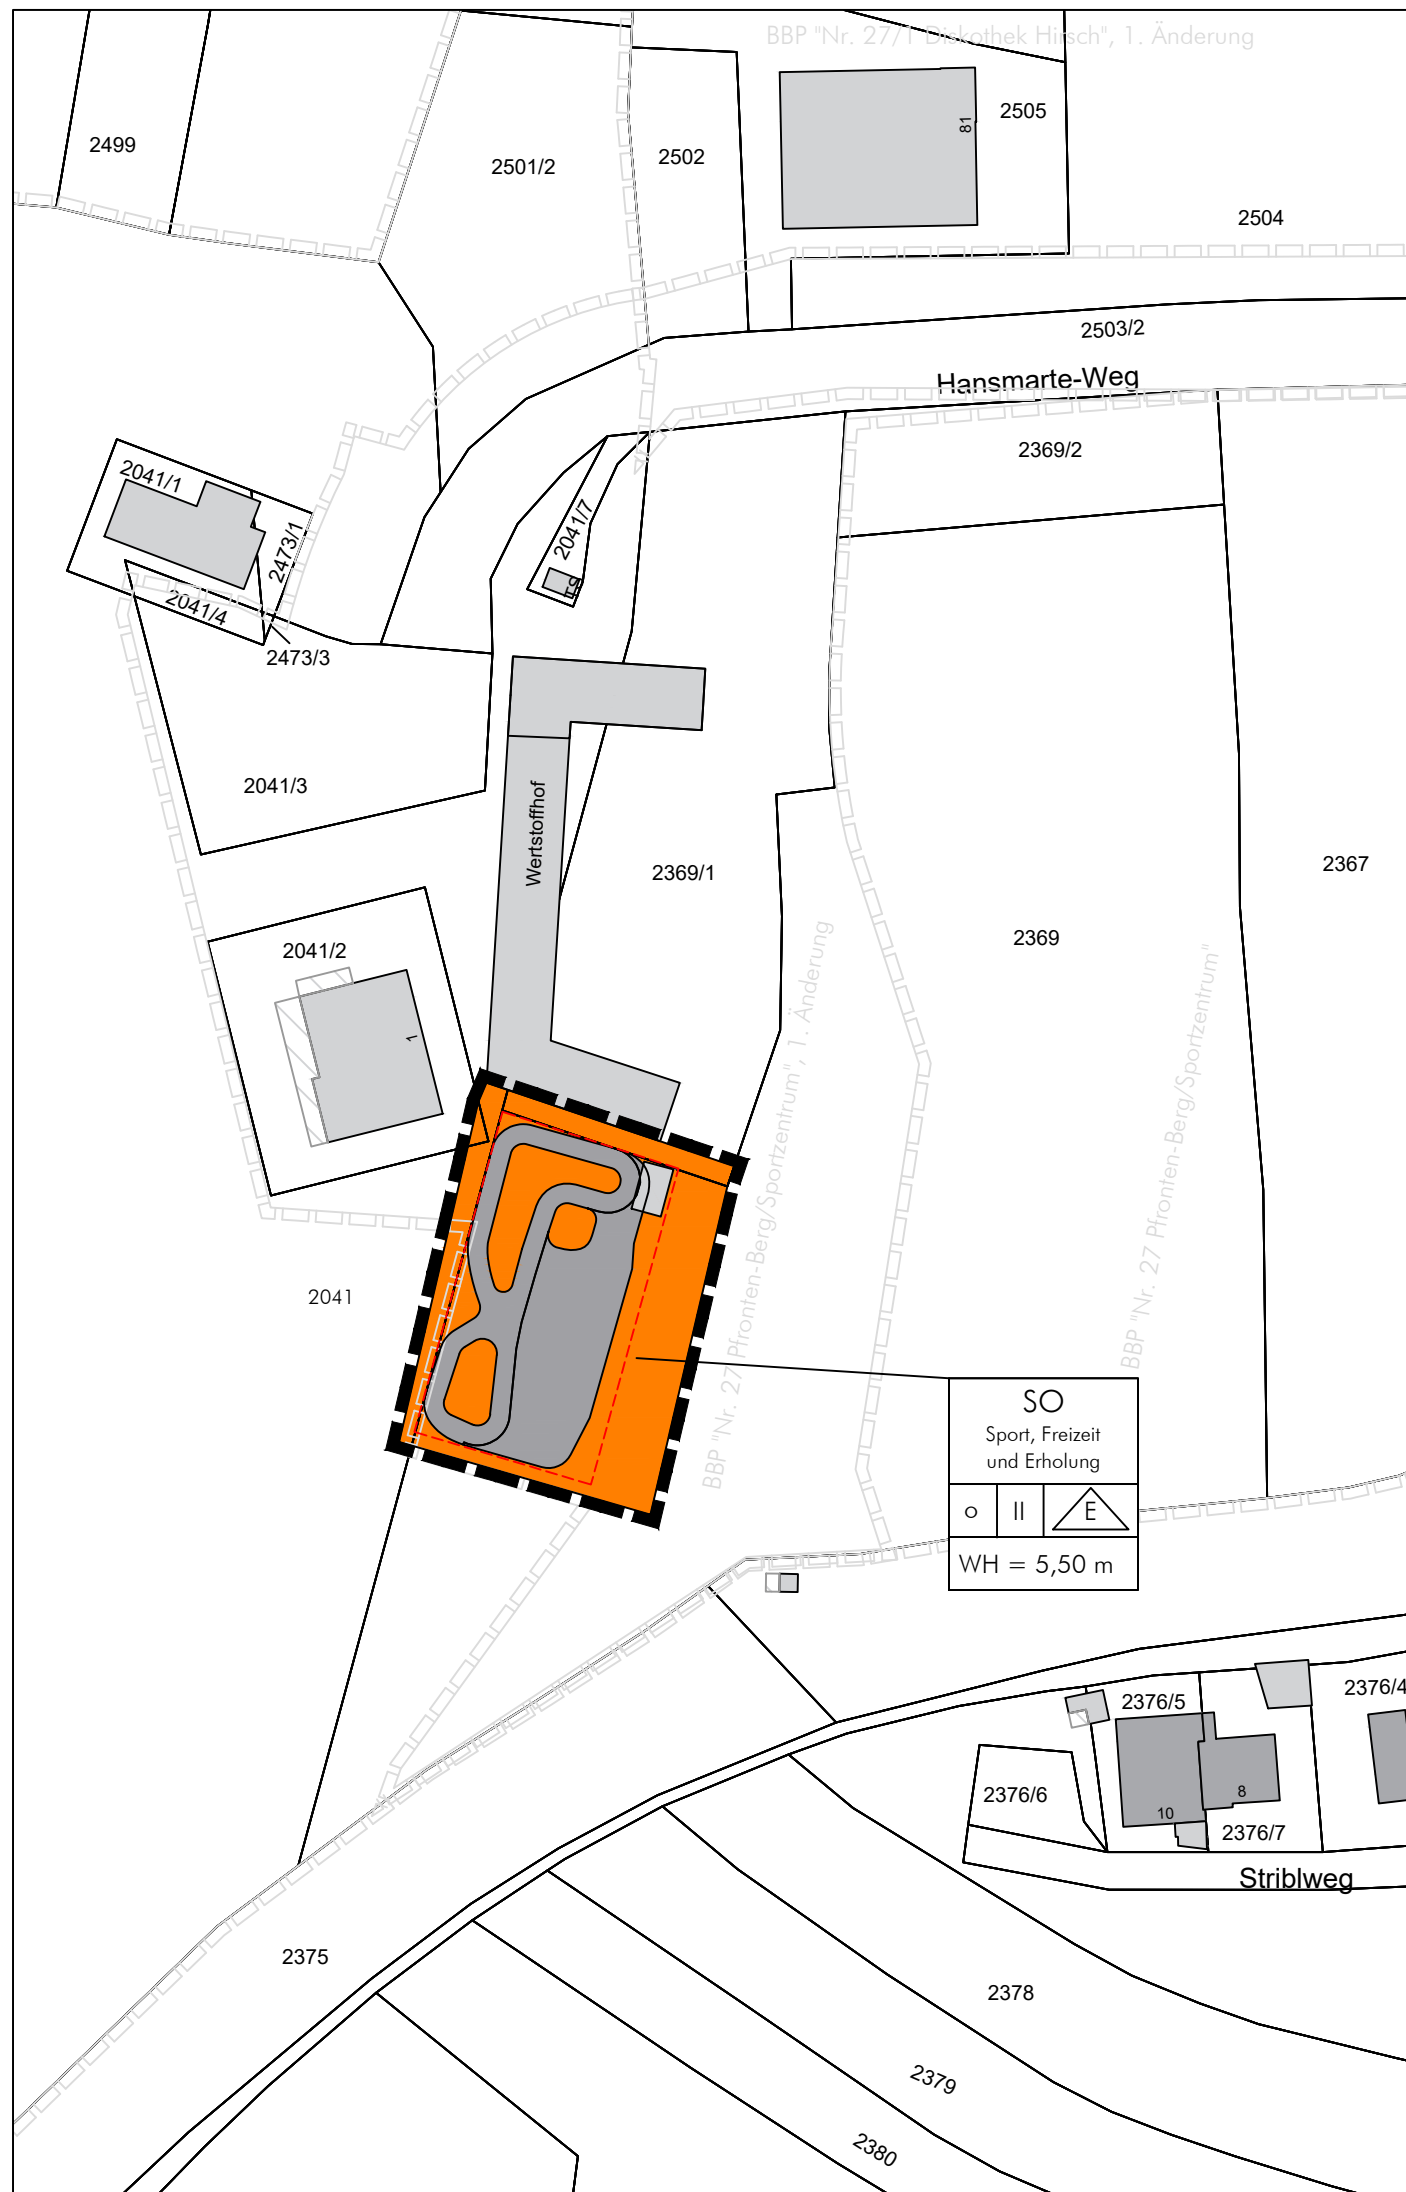 BBP "Nr. 27/1 Diskothek Hirsch", 1. Änderung
2499
2501/2
2502
81
2505
2504
2503/2
Hansmarte-Weg
2369/2
2041/1
2473/1
2041/7
ST
2041/4
2473/3
2041/3
Wertstoffhof
2369/1
2367
2369
2041/2
1
BBP "Nr. 27 Pfronten-Berg/Sportzentrum", 1. Änderung
BBP "Nr. 27 Pfronten-Berg/Sportzentrum"
2041
SO
Sport, Freizeit
und Erholung
o II E
WH = 5,50 m
2376/5
2376/4
2376/6
10
8
2376/7
Striblweg
2375
2378
2379
2380